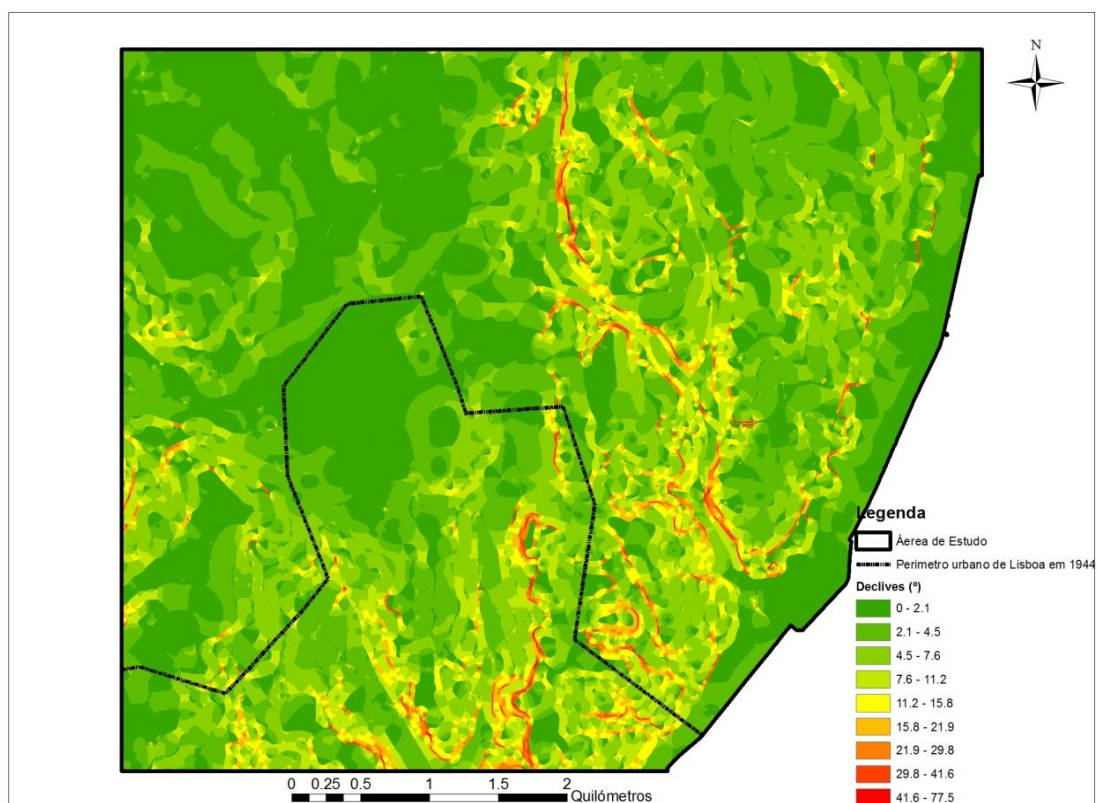 N
Legenda
Áerea de Estudo
Perimetro urbano de Lisboa em 1944
Declives (º)
0 - 2.1
2.1 - 4.5
4.5 - 7.6
7.6 - 11.2
11.2 - 15.8
15.8 - 21.9
21.9 - 29.8
29.8 - 41.6
41.6 - 77.5
0 0.25 0.5 1 2
Quilómetros